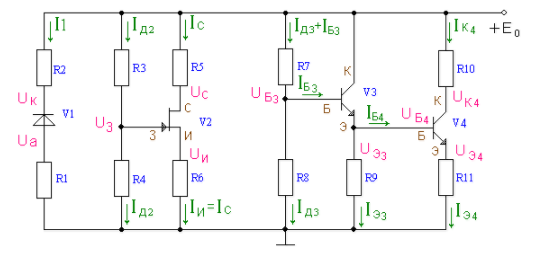 I1 IД2 IC IД3+IБ3 IК4
+E0
R2 R3 R5 R7 R10
UК V1 UС UБ3 IБ3 К V3 К UК4
С IБ4 UБ4
Uа UЗ З V2 И Б Э Б V4
UИ UЭ3 Э UЭ4
R1 R4 R6 R8 R9 R11
IД2 IИ=IС IД3 IЭ3 IЭ4